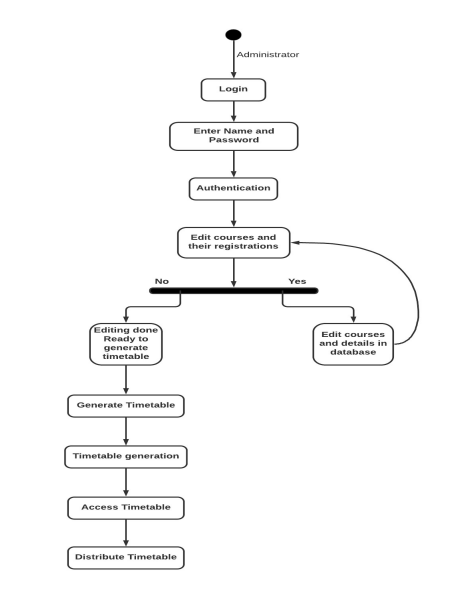 Administrator
Login
Enter Name and
Password
Authentication
Edit courses and
their registrations
No
Yes
Editing done
Ready to
generate
timetable
Edit courses
and details in
database
Generate Timetable
Timetable generation
Access Timetable
Distribute Timetable